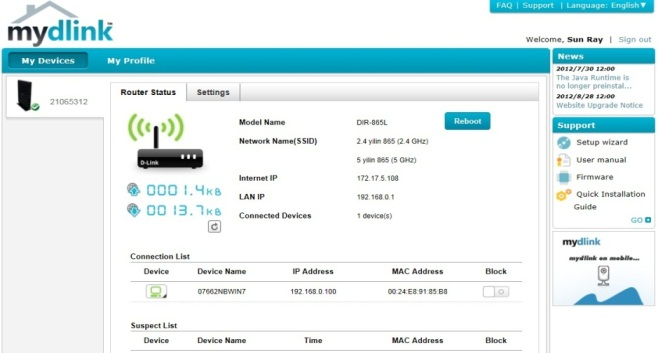 FAQ | Support | Language: English▼
mydlink
Welcome, Sun Ray | Sign out
My Devices My Profile
21065312
Router Status Settings
D-Link
0001.4KB
0013.7KB
Model Name DIR-865L Reboot
Network Name(SSID) 2.4 yilin 865 (2.4 GHz)
5 yilin 865 (5 GHz)
Internet IP 172.17.5.108
LAN IP 192.168.0.1
Connected Devices 1 device(s)
Connection List
Device Device Name IP Address MAC Address Block
07662NBWIN7 192.168.0.100 00:24:E8:91:85:B8
Suspect List
Device Device Name Time MAC Address Block
News
2012/7/30 12:00
The Java Runtime is
no longer preinstal...
2012/8/28 12:00
Website Upgrade Notice
Support
Setup wizard
User manual
Firmware
Quick Installation
Guide
GO
mydlink
mydlink on mobile...